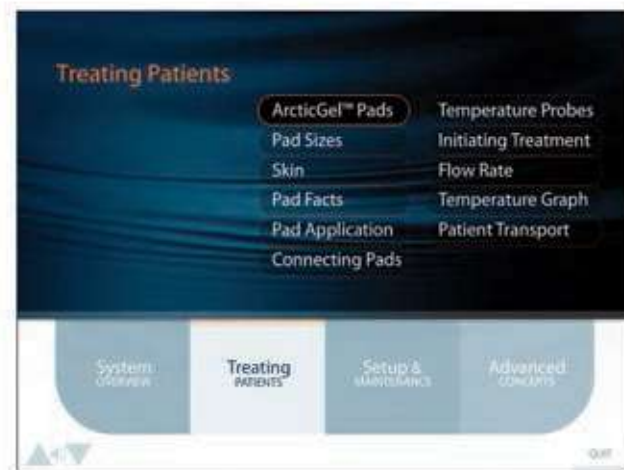 Treating Patients
ArcticGel™ Pads
Pad Sizes
Skin
Pad Facts
Pad Application
Connecting Pads
Temperature Probes
Initiating Treatment
Flow Rate
Temperature Graph
Patient Transport
System
OVERVIEW
Treating
PATIENTS
Setup &
MAINTENANCE
Advanced
CONCEPTS
QUIT